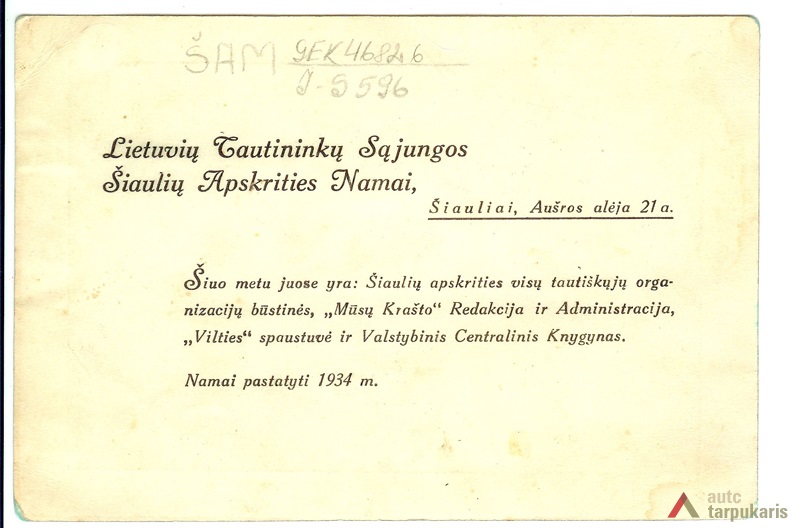 ŠAM GEK 46826
I-S 596
Lietuvių Tautininkų Sąjungos
Šiaulių Apskrities Namai,
Šiauliai, Aušros alėja 21 a.
Šiuo metu juose yra: Šiaulių apskrities visų tautiškųjų orga-
nizacijų būstinės, „Mūsų Krašto“ Redakcija ir Administracija,
„Vilties“ spaustuvė ir Valstybinis Centralinis Knygynas.
Namai pastatyti 1934 m.
autc
tarpukaris